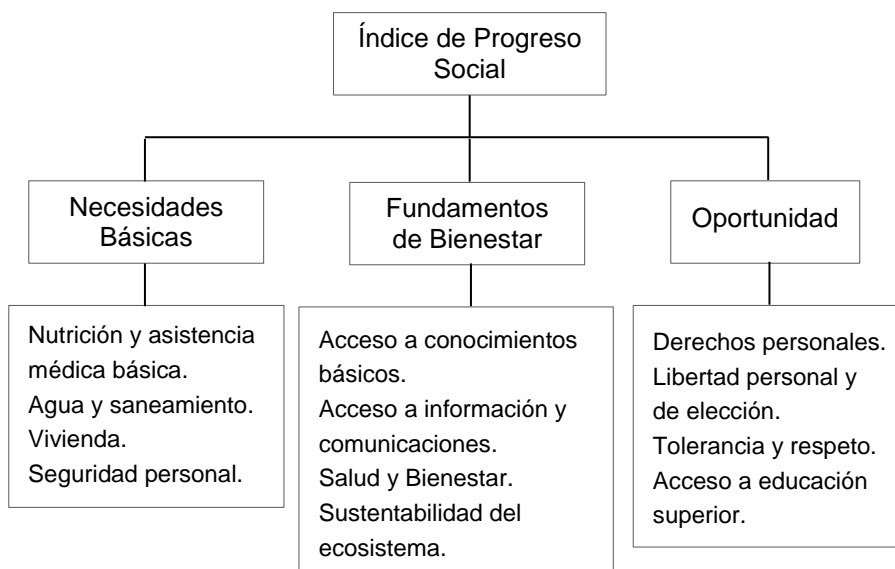 Índice de Progreso
Social
Necesidades
Básicas
Fundamentos
de Bienestar
Oportunidad
Nutrición y asistencia
médica básica.
Agua y saneamiento.
Vivienda.
Seguridad personal.
Acceso a conocimientos
básicos.
Acceso a información y
comunicaciones.
Salud y Bienestar.
Sustentabilidad del
ecosistema.
Derechos personales.
Libertad personal y
de elección.
Tolerancia y respeto.
Acceso a educación
superior.